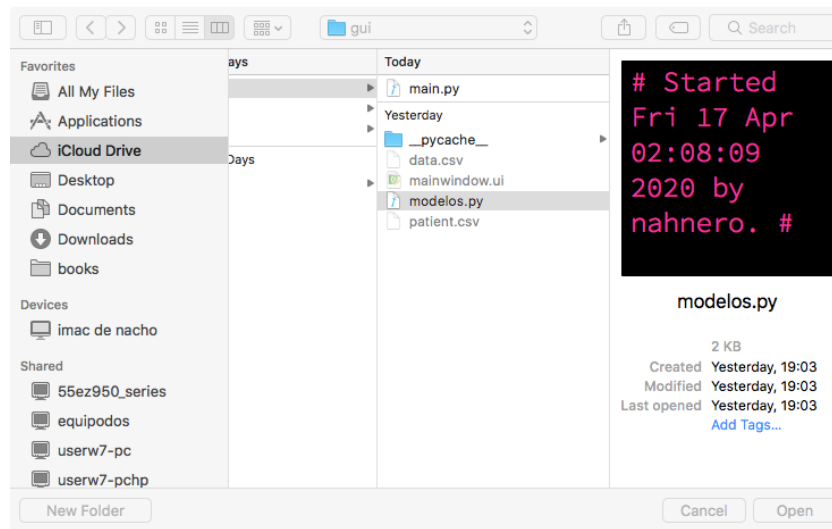 gui
Search
Favorites
All My Files
Applications
iCloud Drive
Desktop
Documents
Downloads
books
Devices
imac de nacho
Shared
55ez950_series
equipodos
userw7-pc
userw7-pchp
ays
Days
Today
main.py
Yesterday
__pycache__
data.csv
mainwindow.ui
modelos.py
patient.csv
# Started
Fri 17 Apr
02:08:09
2020 by
nahnero. #
modelos.py
2 KB
Created Yesterday, 19:03
Modified Yesterday, 19:03
Last opened Yesterday, 19:03
Add Tags...
New Folder
Cancel
Open